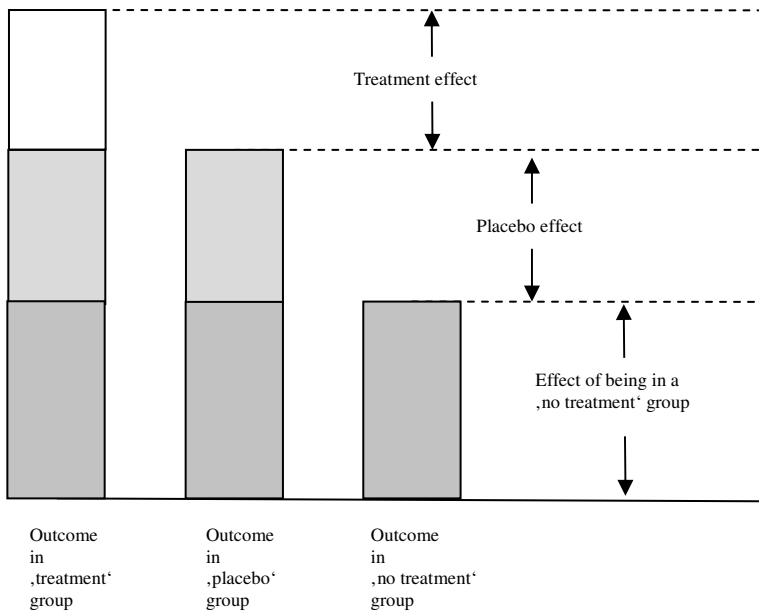 Treatment effect
Placebo effect
Effect of being in a
‚no treatment‘ group
Outcome
in
‚treatment‘
group
Outcome
in
‚placebo‘
group
Outcome
in
‚no treatment‘
group